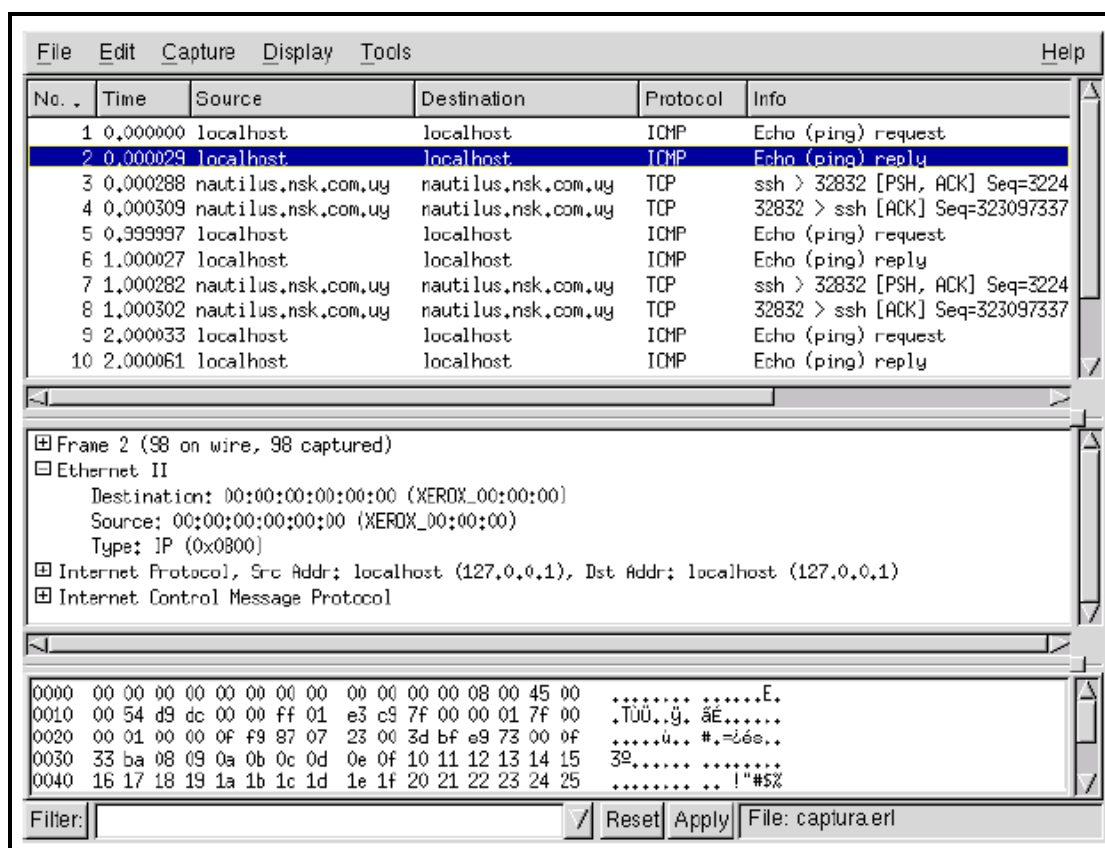 File Edit Capture Display Tools Help
No. Time Source Destination Protocol Info
1 0.000000 localhost localhost ICMP Echo (ping) request
2 0.000029 localhost localhost ICMP Echo (ping) reply
3 0.000288 nautilus.nsk.com.uy nautilus.nsk.com.uy TCP ssh > 32832 [PSH, ACK] Seq=3224
4 0.000309 nautilus.nsk.com.uy nautilus.nsk.com.uy TCP 32832 > ssh [ACK] Seq=323097337
5 0.999997 localhost localhost ICMP Echo (ping) request
6 1.000027 localhost localhost ICMP Echo (ping) reply
7 1.000282 nautilus.nsk.com.uy nautilus.nsk.com.uy TCP ssh > 32832 [PSH, ACK] Seq=3224
8 1.000302 nautilus.nsk.com.uy nautilus.nsk.com.uy TCP 32832 > ssh [ACK] Seq=323097337
9 2.000033 localhost localhost ICMP Echo (ping) request
10 2.000061 localhost localhost ICMP Echo (ping) reply
Frame 2 (98 on wire, 98 captured)
Ethernet II
Destination: 00:00:00:00:00:00 (XEROX_00:00:00)
Source: 00:00:00:00:00:00 (XEROX_00:00:00)
Type: IP (0x0800)
Internet Protocol, Src Addr: localhost (127.0.0.1), Dst Addr: localhost (127.0.0.1)
Internet Control Message Protocol
0000 00 00 00 00 00 00 00 00 00 00 00 00 08 00 45 00 ........ ......E.
0010 00 54 d9 dc 00 00 ff 01 e3 c9 7f 00 00 01 7f 00 .TÙÜ..ÿ. ãÉ......
0020 00 01 00 00 0f f9 87 07 23 00 3d bf e9 73 00 0f .....ù.. #.=¿és..
0030 33 ba 08 09 0a 0b 0c 0d 0e 0f 10 11 12 13 14 15 3º...... ........
0040 16 17 18 19 1a 1b 1c 1d 1e 1f 20 21 22 23 24 25 ........ .. !"#$%
Filter: Reset Apply File: captura.erl